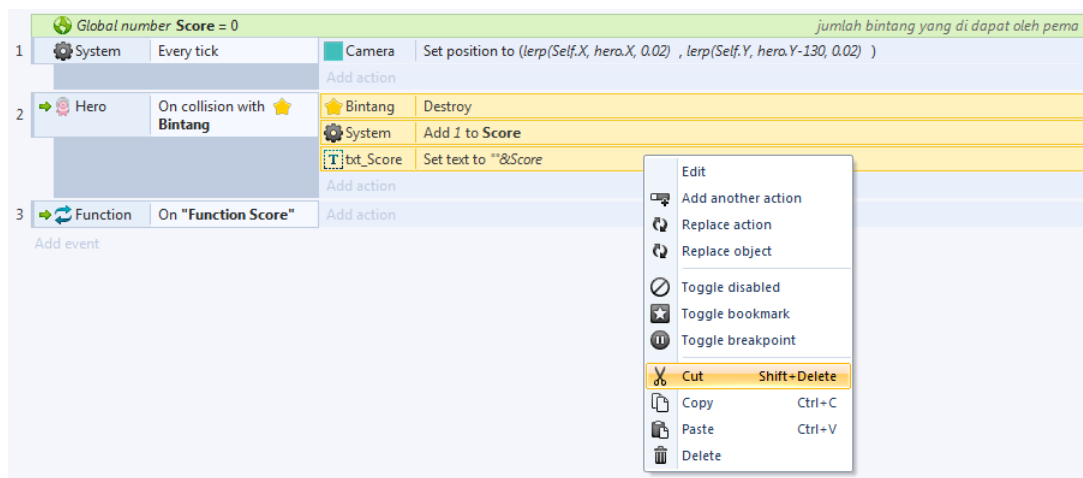 Global number Score = 0 jumlah bintang yang di dapat oleh pema
1 System Every tick Camera Set position to (lerp(Self.X, hero.X, 0.02) , lerp(Self.Y, hero.Y-130, 0.02) )
Add action
2 Hero On collision with Bintang Bintang Destroy
System Add 1 to Score
txt_Score Set text to ""&Score
Add action
3 Function On "Function Score" Add action
Add event
Edit
Add another action
Replace action
Replace object
Toggle disabled
Toggle bookmark
Toggle breakpoint
Cut Shift+Delete
Copy Ctrl+C
Paste Ctrl+V
Delete